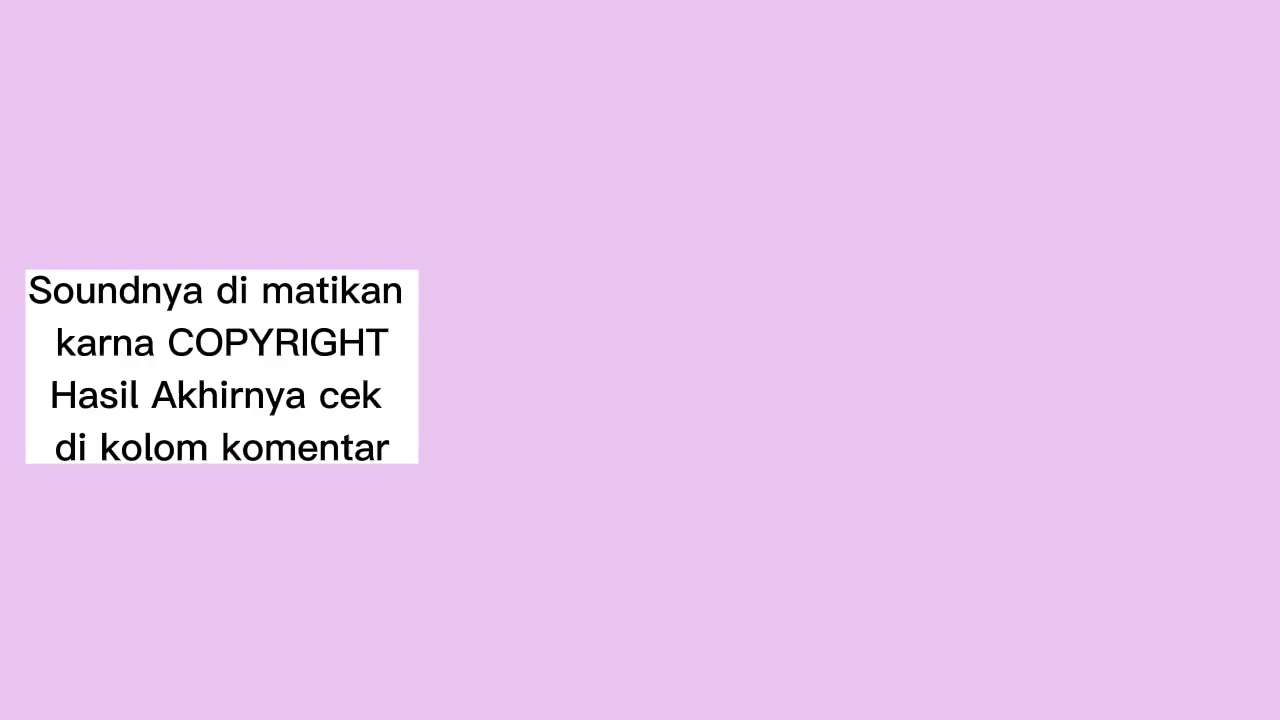 Soundnya di matikan
karna COPYRIGHT
Hasil Akhirnya cek
di kolom komentar